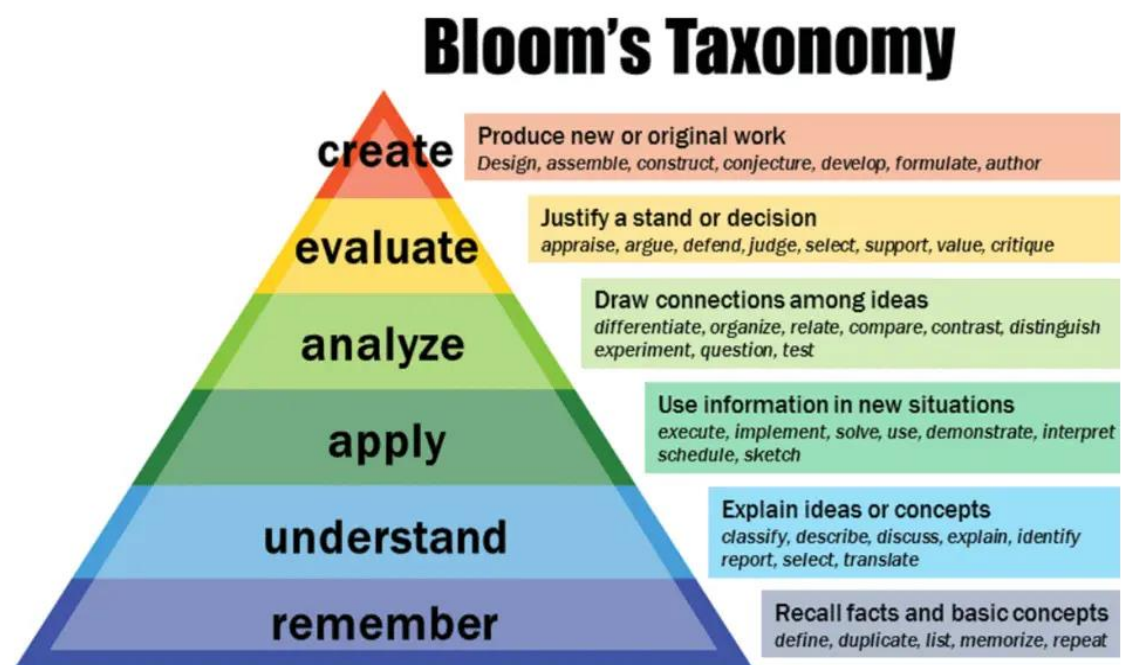 Bloom's Taxonomy
create
Produce new or original work
Design, assemble, construct, conjecture, develop, formulate, author
evaluate
Justify a stand or decision
appraise, argue, defend, judge, select, support, value, critique
analyze
Draw connections among ideas
differentiate, organize, relate, compare, contrast, distinguish
experiment, question, test
apply
Use information in new situations
execute, implement, solve, use, demonstrate, interpret
schedule, sketch
understand
Explain ideas or concepts
classify, describe, discuss, explain, identify
report, select, translate
remember
Recall facts and basic concepts
define, duplicate, list, memorize, repeat